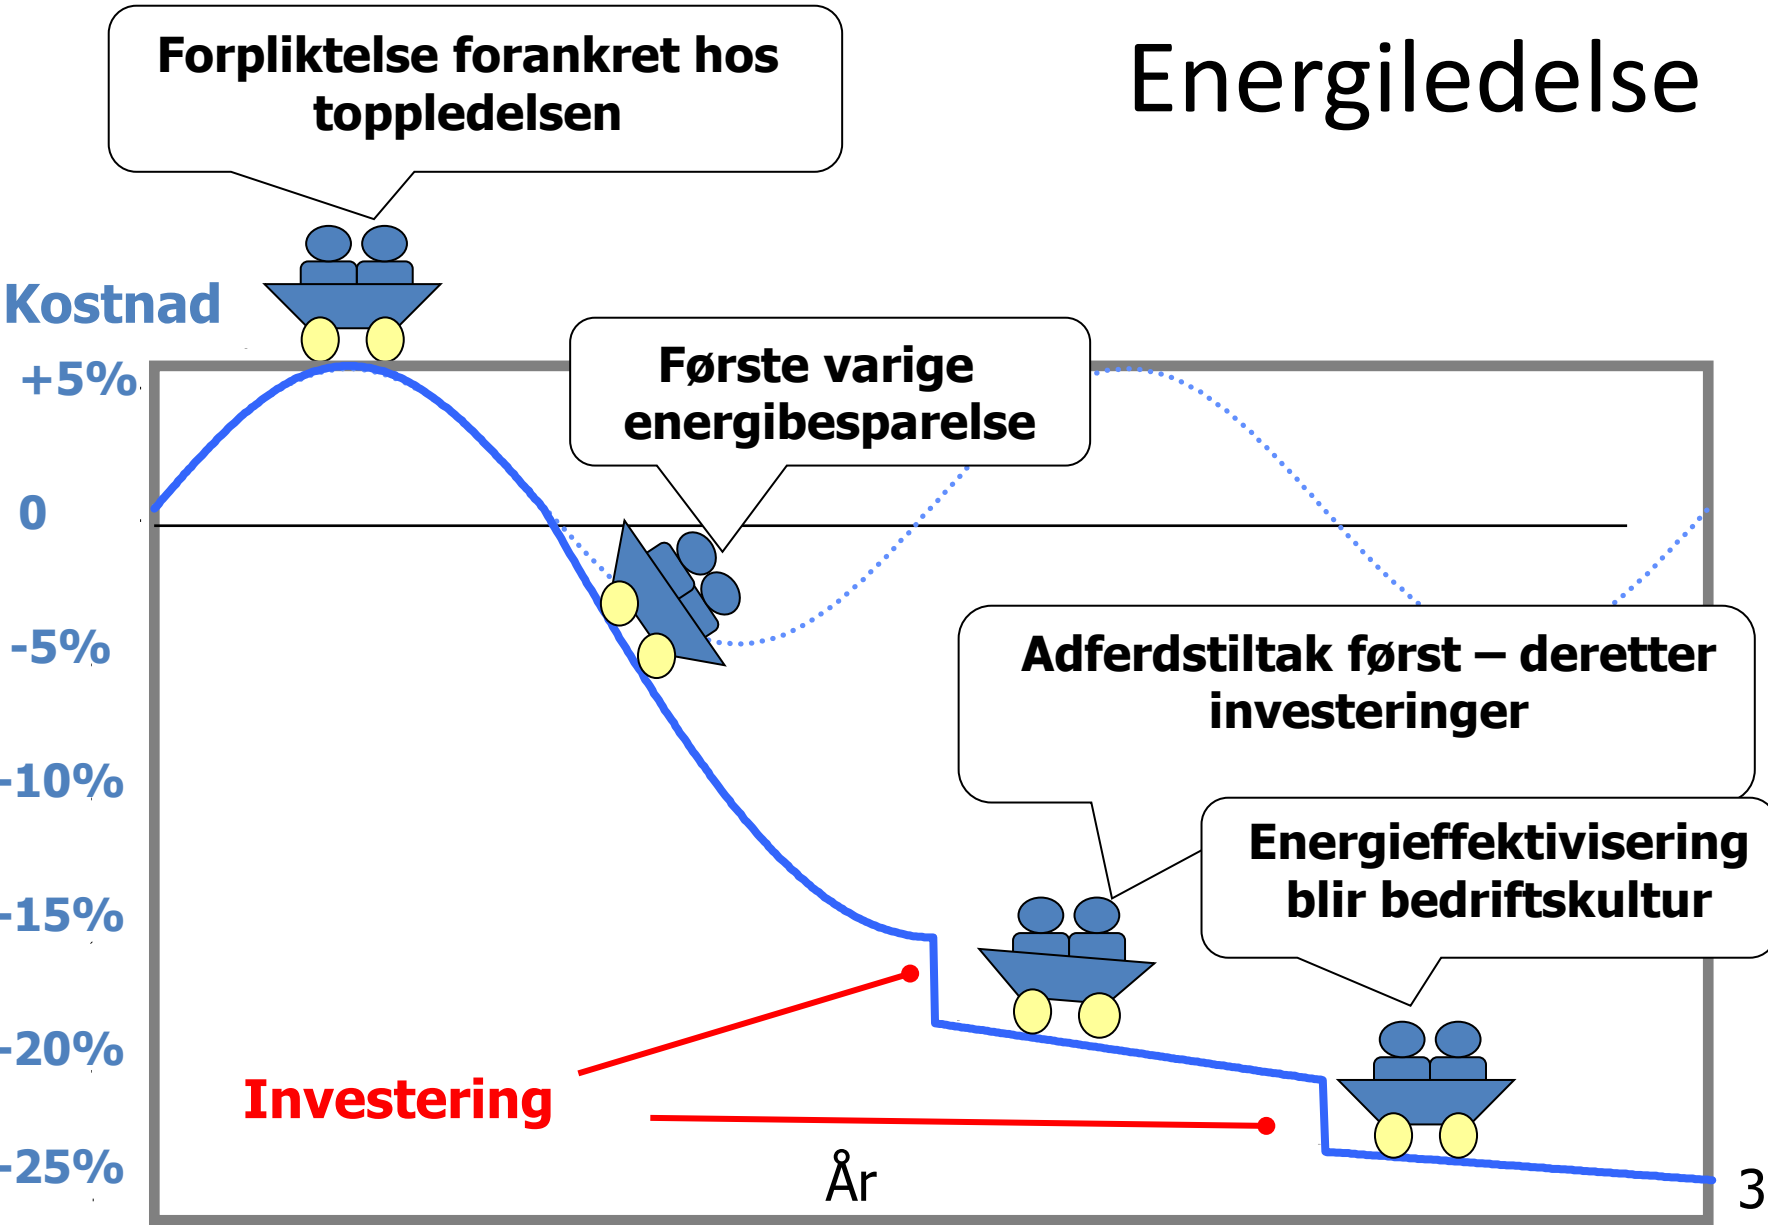 Energiledelse
Forpliktelse forankret hos
toppledelsen
Kostnad
Første varige
energibesparelse
+5%
0
-5%
-10%
-15%
-20%
-25%
Adferdstiltak først – deretter
investeringer
Energieffektivisering
blir bedriftskultur
Investering
År
3